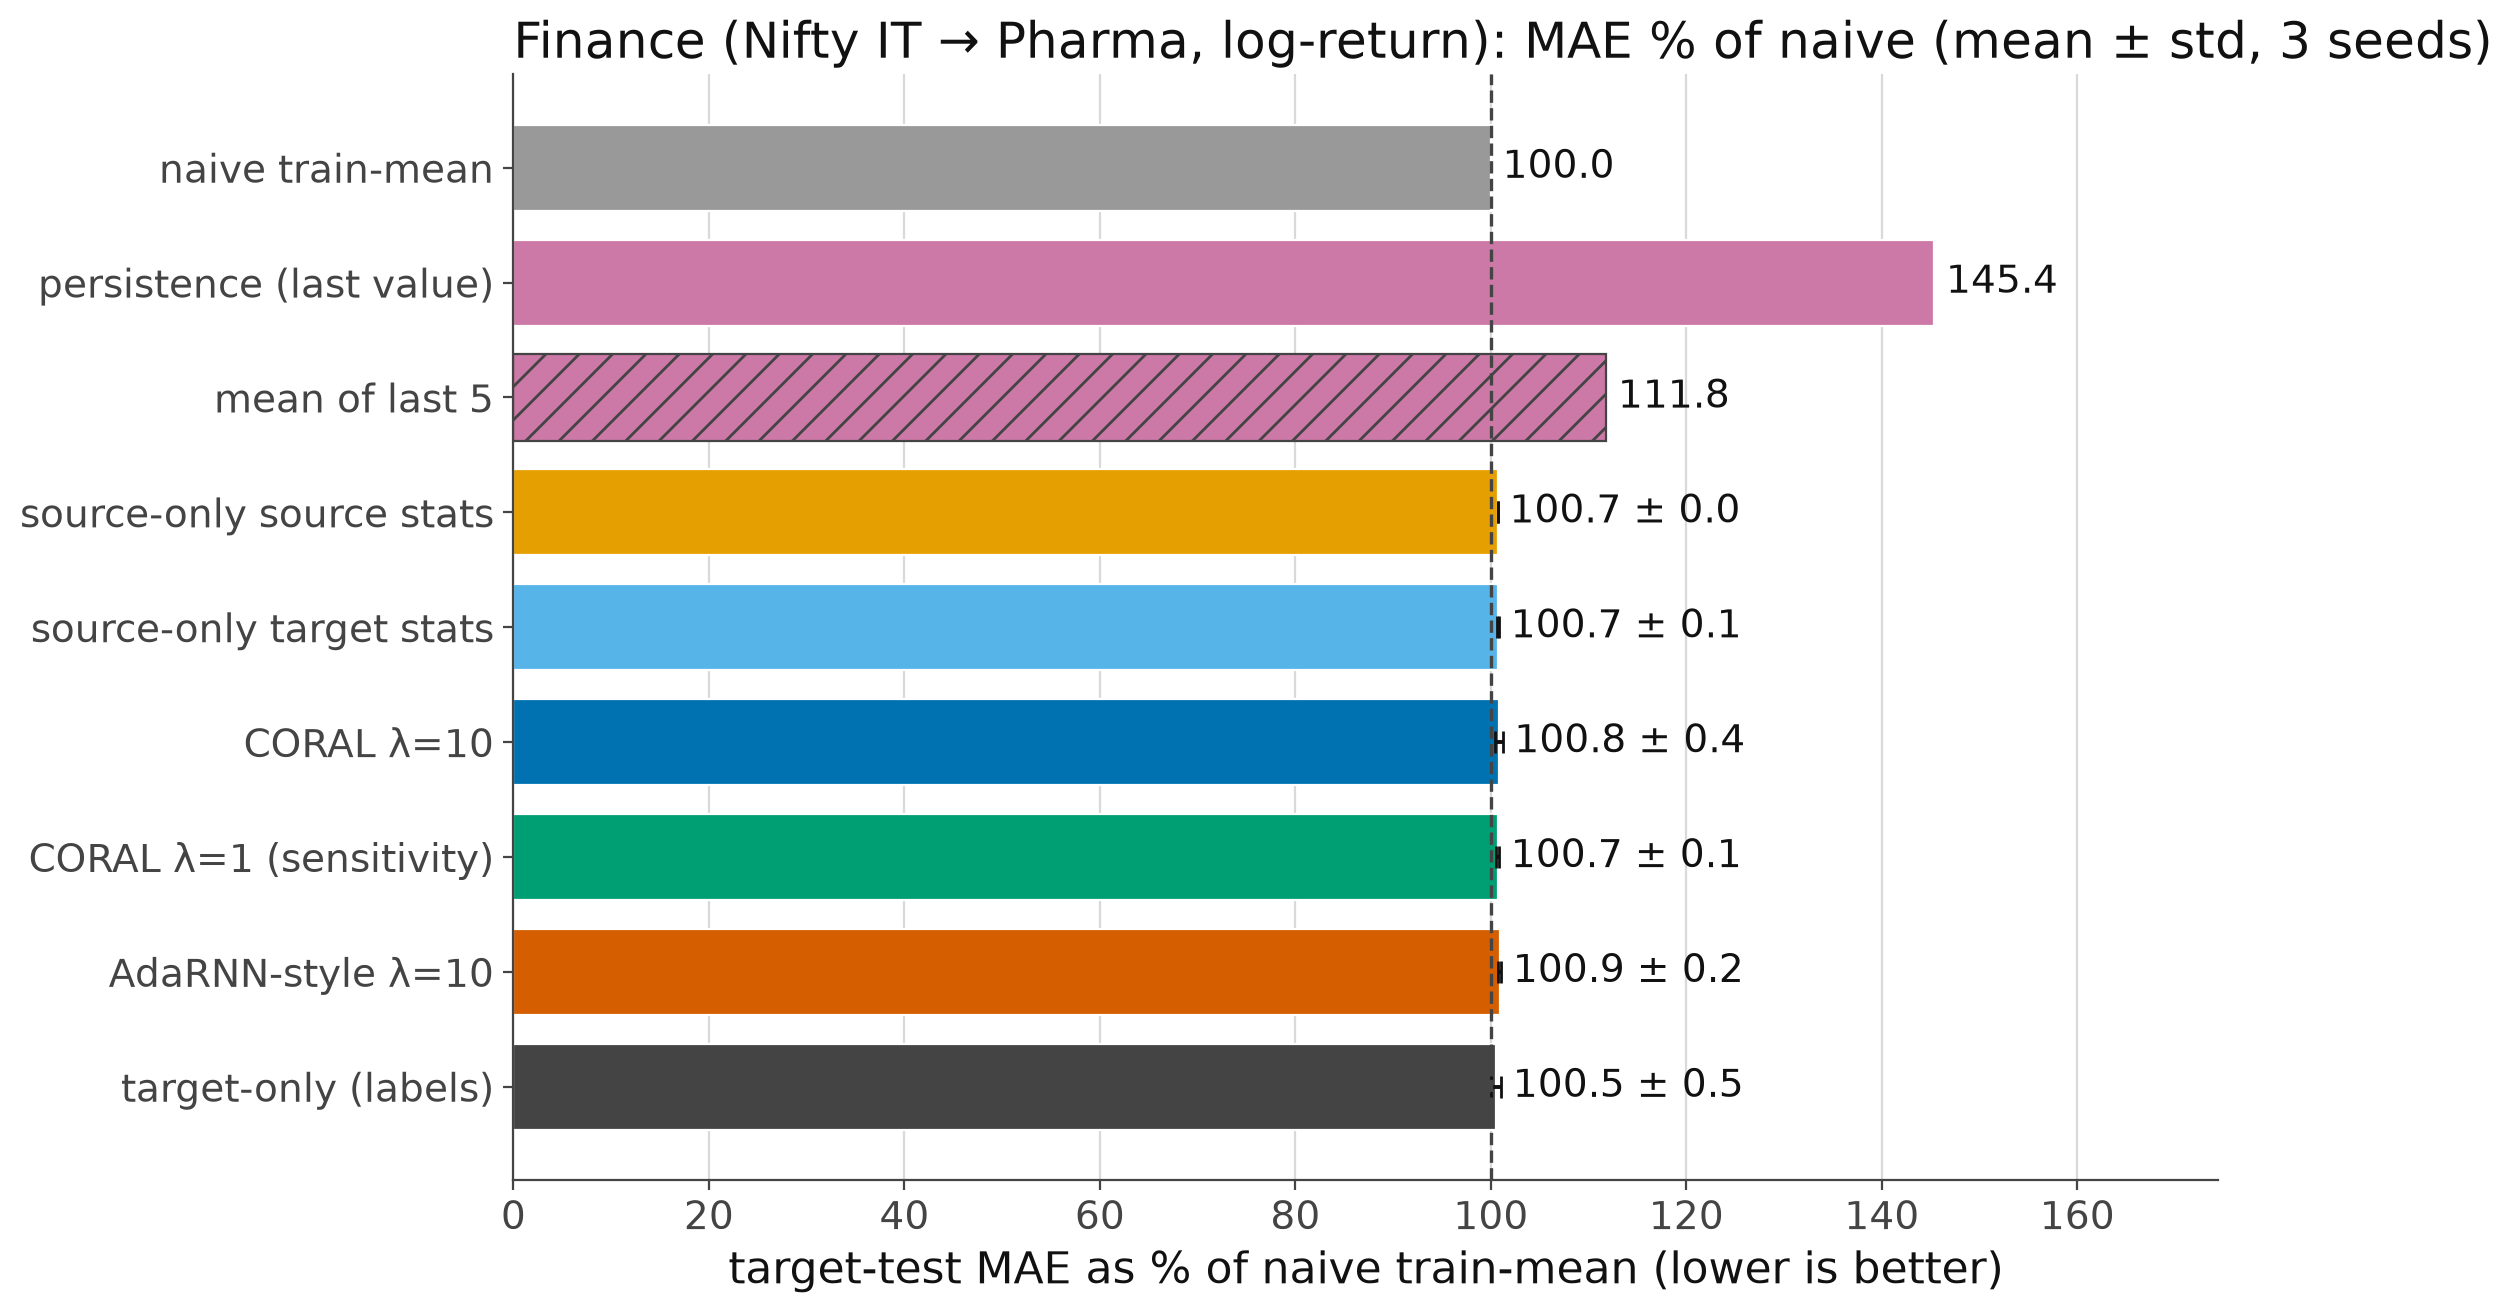 Finance (Nifty IT → Pharma, log-return): MAE % of naive (mean ± std, 3 seeds)
naive train-mean 100.0
persistence (last value) 145.4
mean of last 5 111.8
source-only source stats 100.7 ± 0.0
source-only target stats 100.7 ± 0.1
CORAL λ=10 100.8 ± 0.4
CORAL λ=1 (sensitivity) 100.7 ± 0.1
AdaRNN-style λ=10 100.9 ± 0.2
target-only (labels) 100.5 ± 0.5
0 20 40 60 80 100 120 140 160
target-test MAE as % of naive train-mean (lower is better)